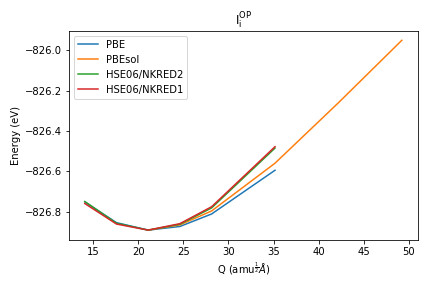 I_i^OP
PBE
PBEsol
HSE06/NKRED2
HSE06/NKRED1
Energy (eV)
−826.0
−826.2
−826.4
−826.6
−826.8
15 20 25 30 35 40 45 50
Q (amu^½Å)